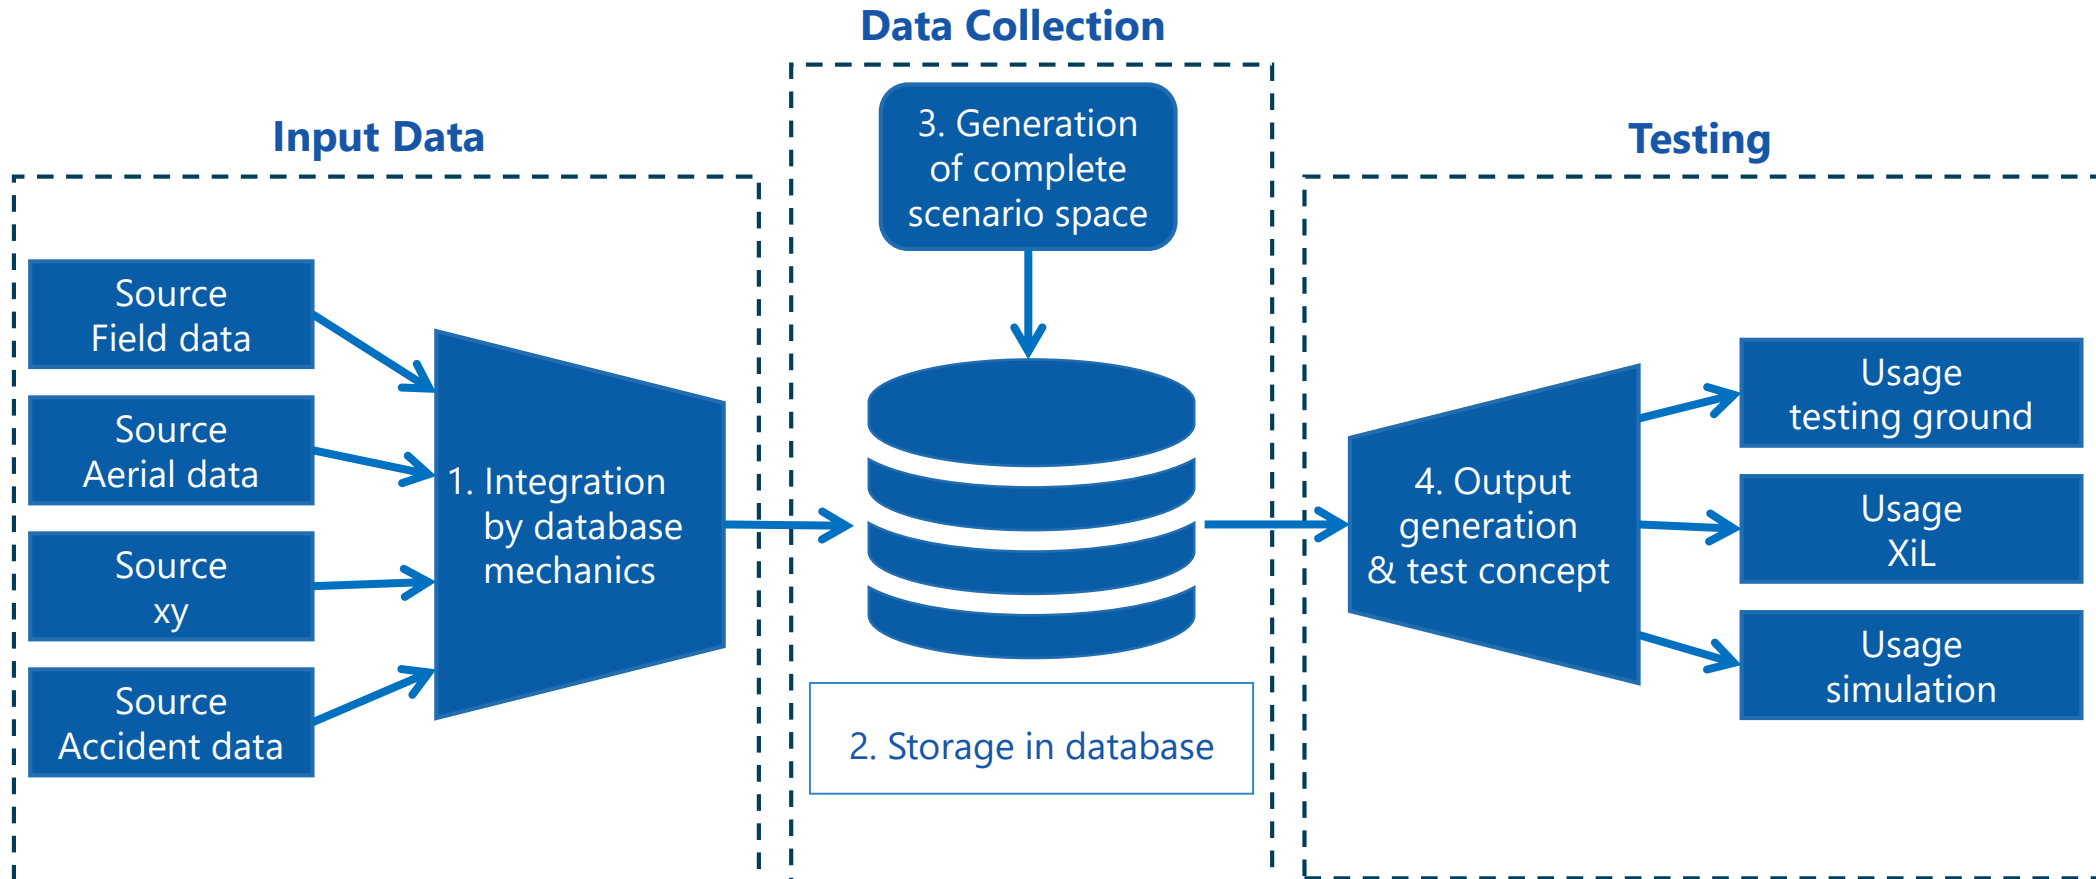 Data Collection
Input Data
Testing
3. Generation
of complete
scenario space
Source
Field data
Source
Aerial data
Source
xy
Source
Accident data
1. Integration
by database
mechanics
2. Storage in database
4. Output
generation
& test concept
Usage
testing ground
Usage
XiL
Usage
simulation